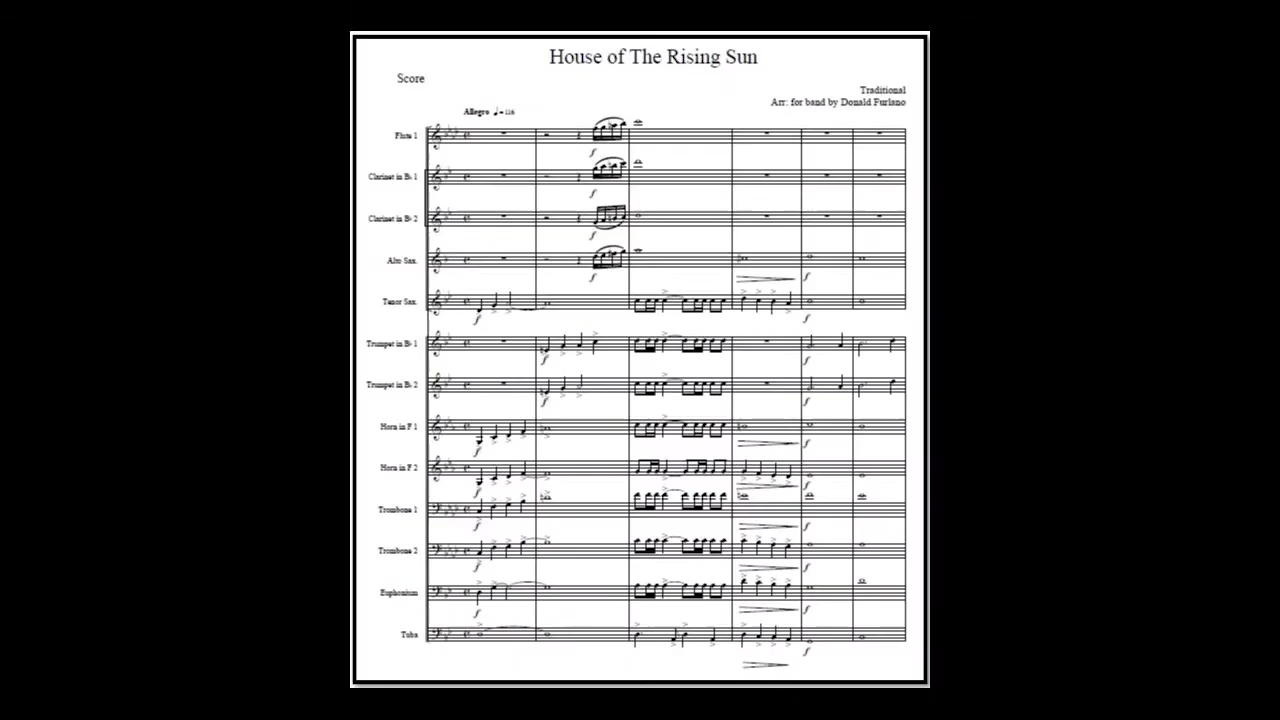 House of The Rising Sun
Score
Traditional
Arr: for band by Donald Furlano
Allegro ♩=116
Flute 1
f
Clarinet in B♭ 1
f
Clarinet in B♭ 2
f
Alto Sax.
f f
Tenor Sax.
f f
Trumpet in B♭ 1
f f
Trumpet in B♭ 2
f f
Horn in F 1
f f
Horn in F 2
f f
Trombone 1
f f
Trombone 2
f f
Euphonium
f f
Tuba
f